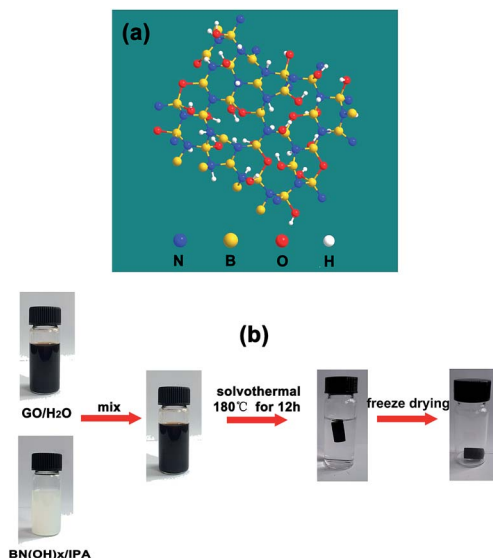 (a)
N B O H
(b)
GO/H2O
mix
solvothermal
180℃ for 12h
freeze drying
BN(OH)x/IPA